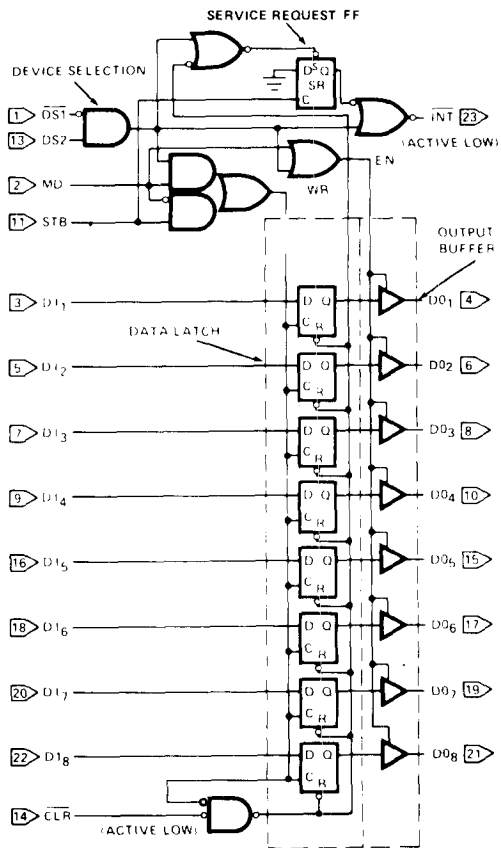 SERVICE REQUEST FF
DEVICE SELECTION
D S Q
SR
C
1 DS1
13 DS2
INT 23
(ACTIVE LOW)
2 MD
EN
WR
11 STB
OUTPUT
BUFFER
3 DI1 D Q DO1 4
C R
DATA LATCH
5 DI2 D Q DO2 6
C R
7 DI3 D Q DO3 8
C R
9 DI4 D Q DO4 10
C R
16 DI5 D Q DO5 15
C R
18 DI6 D Q DO6 17
C R
20 DI7 D Q DO7 19
C R
22 DI8 D Q DO8 21
C R
14 CLR
(ACTIVE LOW)